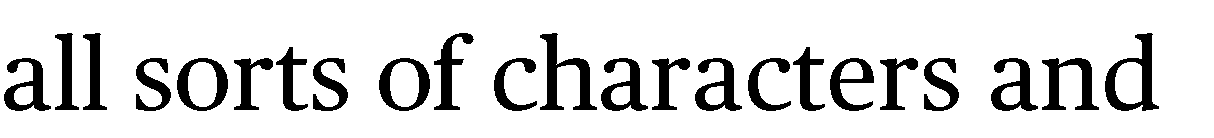 all sorts of characters and